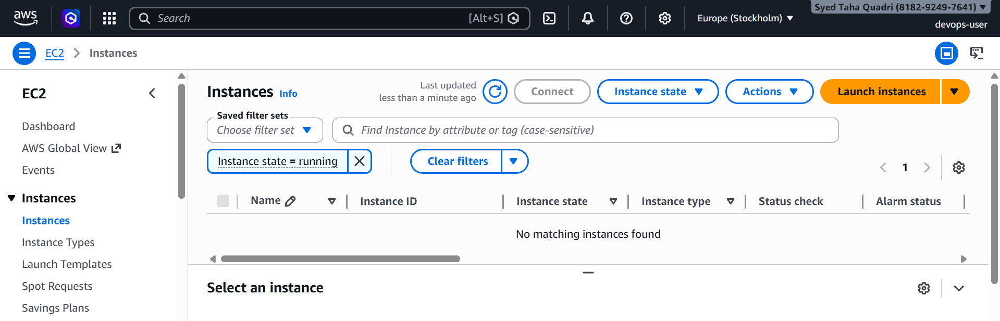 aws
Search
[Alt+S]
Europe (Stockholm)
Syed Taha Quadri (8182-9249-7641)
devops-user
EC2
Instances
EC2
Dashboard
AWS Global View
Events
Instances
Instances
Instance Types
Launch Templates
Spot Requests
Savings Plans
Instances Info
Last updated
less than a minute ago
Connect
Instance state
Actions
Launch instances
Saved filter sets
Choose filter set
Find Instance by attribute or tag (case-sensitive)
Instance state = running
Clear filters
1
Name
Instance ID
Instance state
Instance type
Status check
Alarm status
No matching instances found
Select an instance